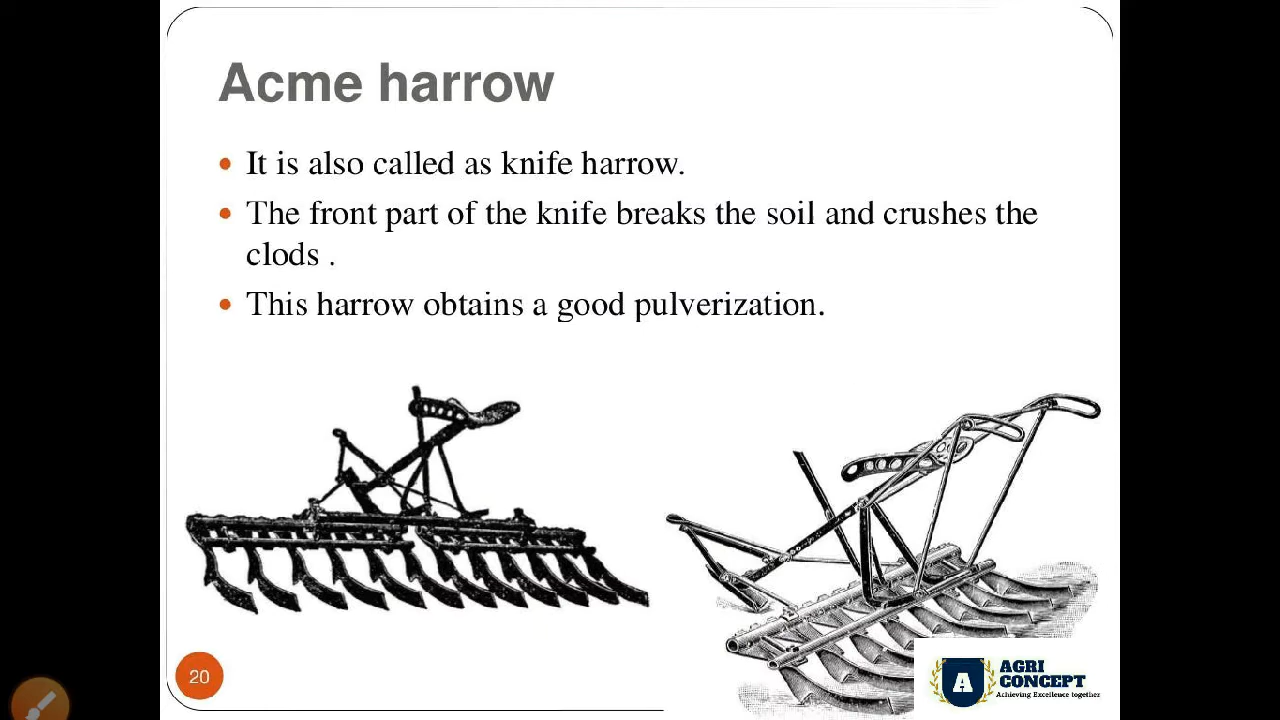 Acme harrow
It is also called as knife harrow.
The front part of the knife breaks the soil and crushes the
clods .
This harrow obtains a good pulverization.
20
A
AGRI
CONCEPT
Achieving Excellence together